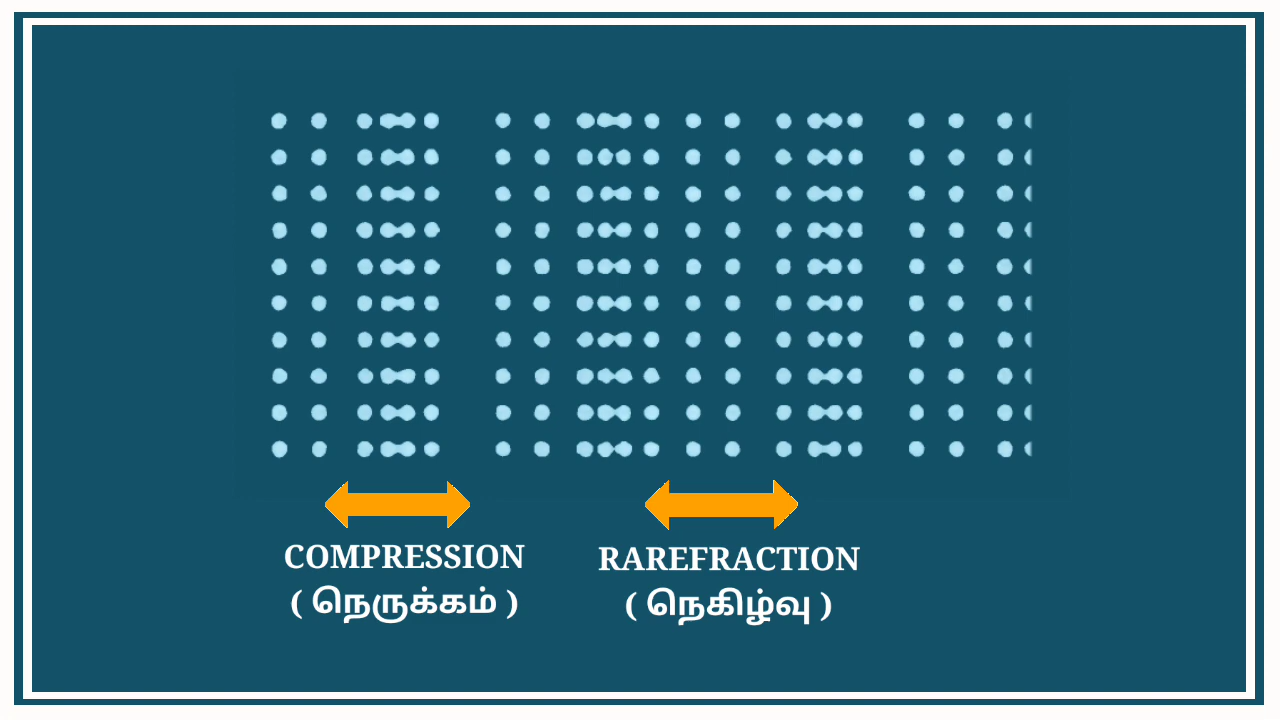 COMPRESSION
( நெருக்கம் )
RAREFRACTION
( நெகிழ்வு )